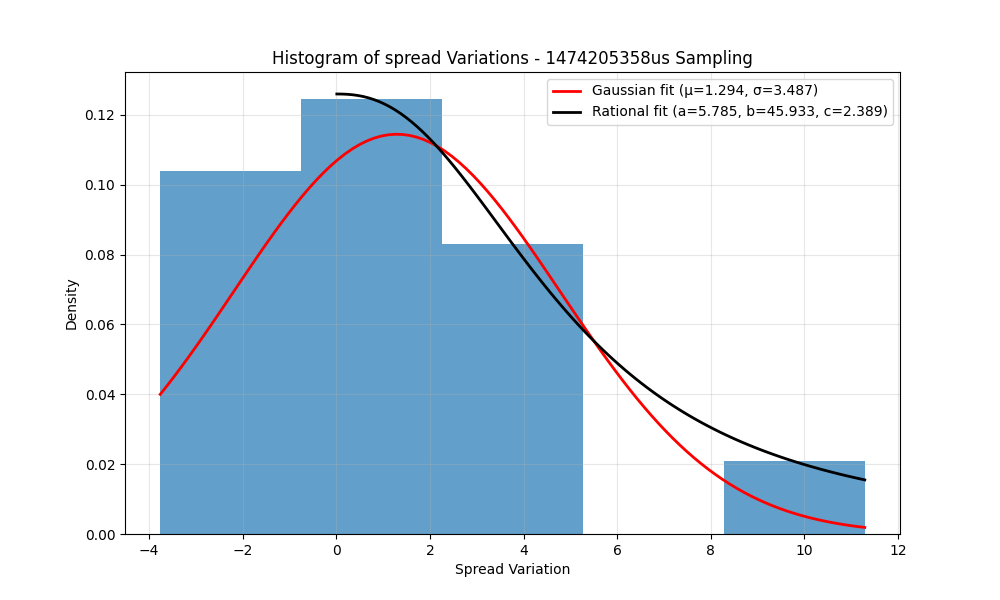 Histogram of spread Variations - 1474205358us Sampling
Gaussian fit (μ=1.294, σ=3.487)
Rational fit (a=5.785, b=45.933, c=2.389)
Density
0.12
0.10
0.08
0.06
0.04
0.02
0.00
−4 −2 0 2 4 6 8 10 12
Spread Variation